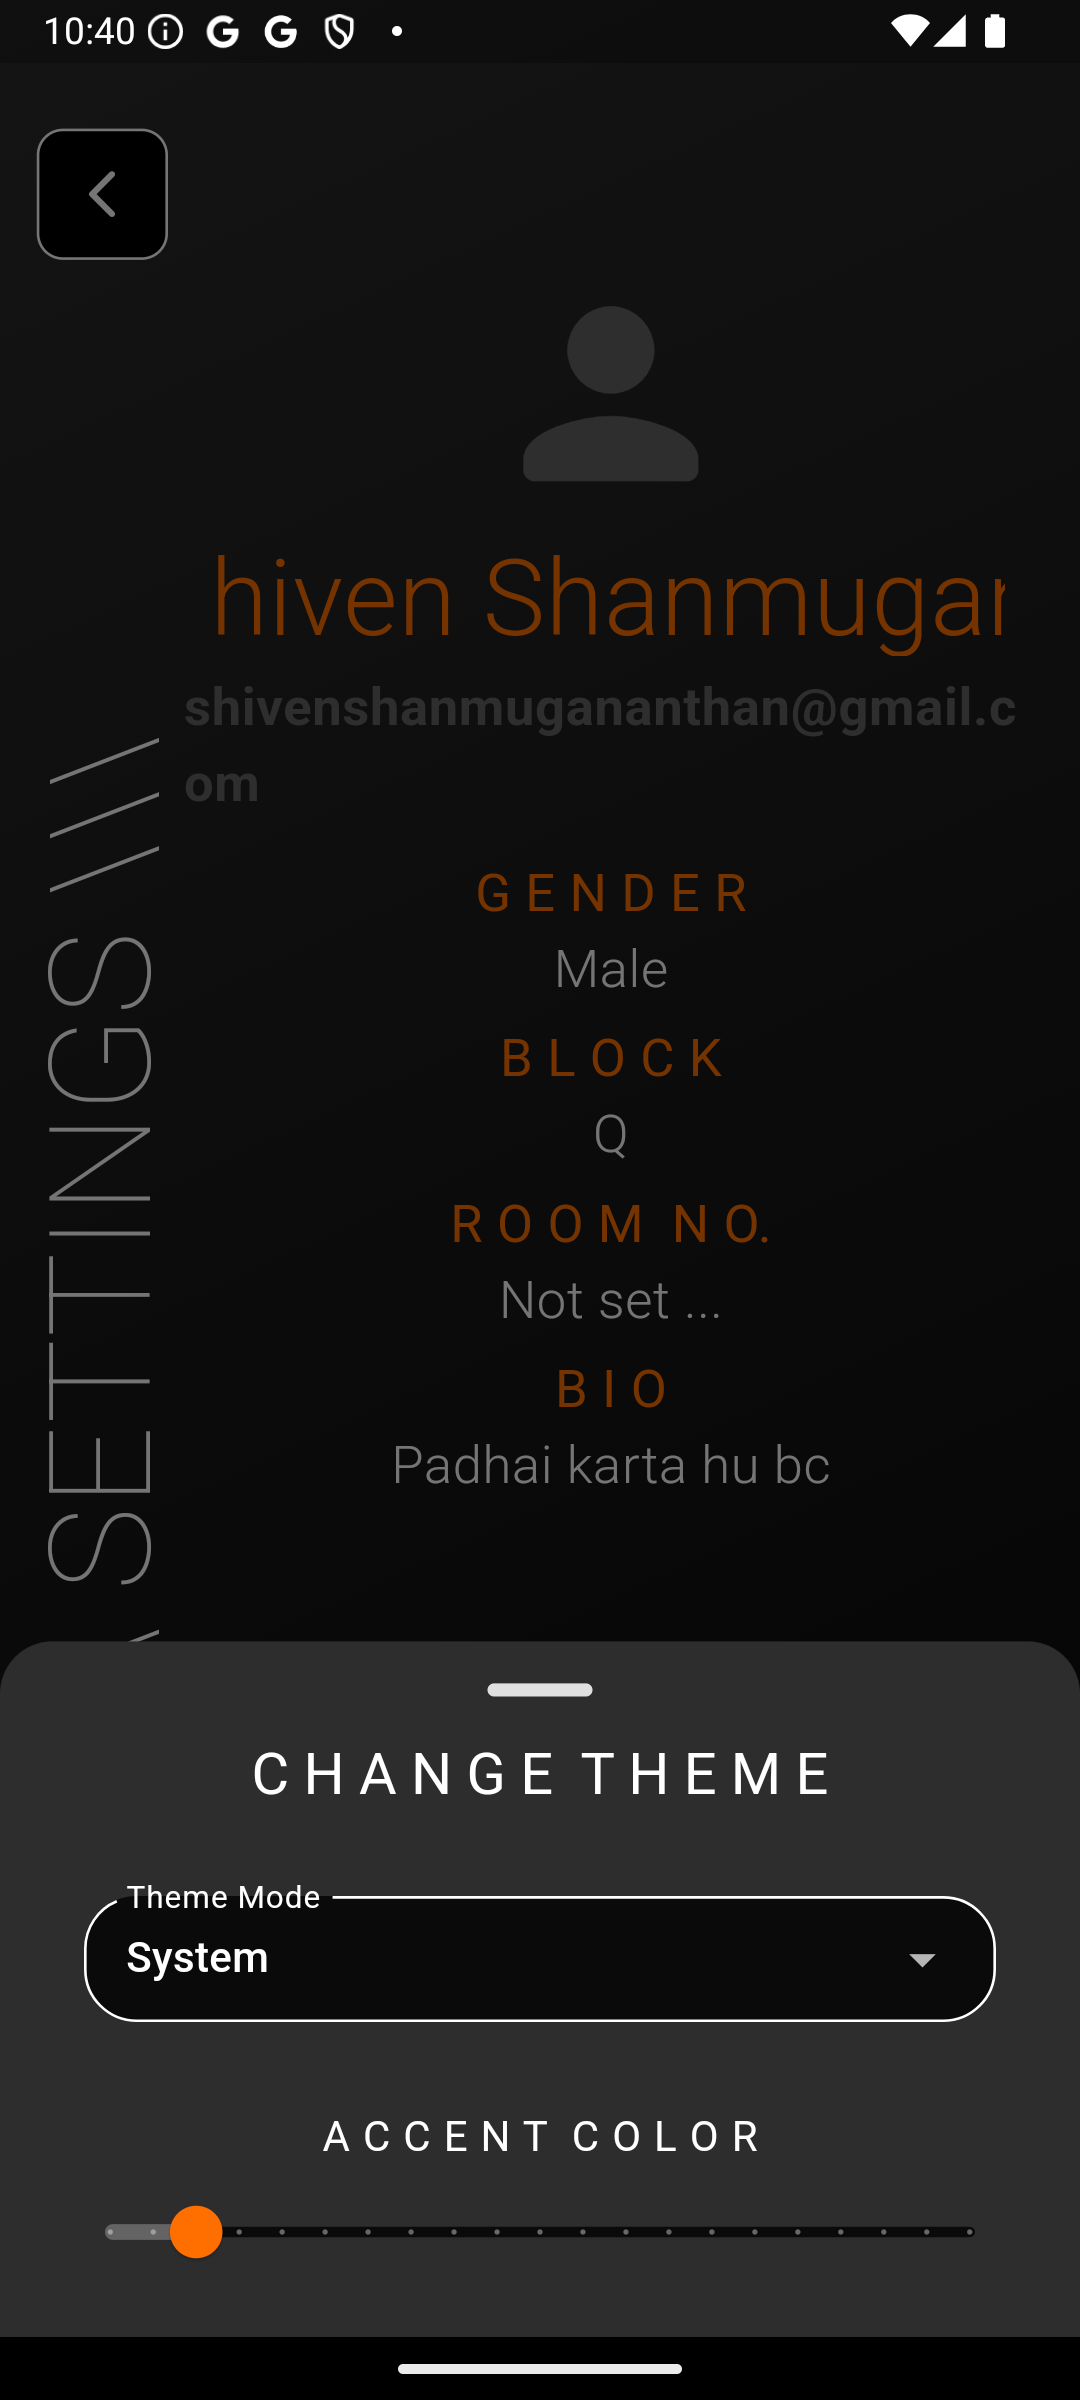 10:40
hiven Shanmugar
shivenshanmugananthan@gmail.c
om
GENDER
Male
BLOCK
Q
ROOM NO.
Not set ...
BIO
Padhai karta hu bc
\ SETTINGS \\\
CHANGE THEME
Theme Mode
System
ACCENT COLOR